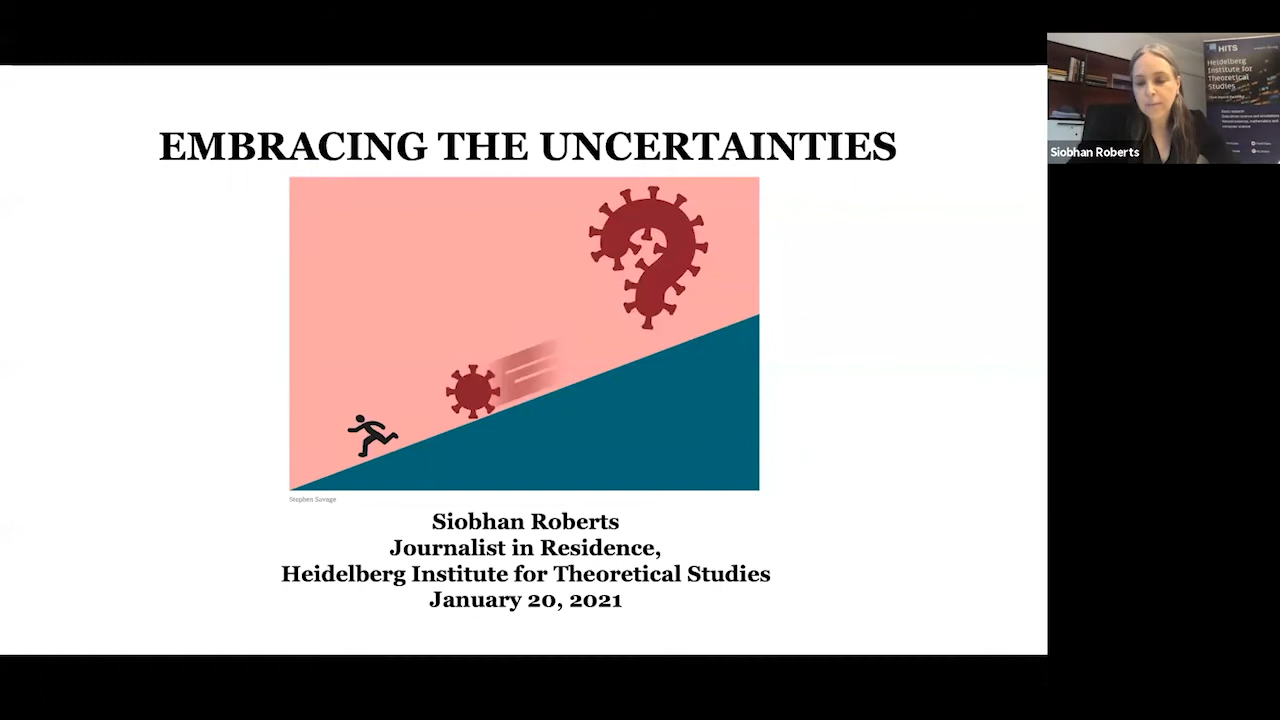 EMBRACING THE UNCERTAINTIES
Stephen Savage
Siobhan Roberts
Journalist in Residence,
Heidelberg Institute for Theoretical Studies
January 20, 2021
HITS
Heidelberg
Institute for
Theoretical
Studies
Siobhan Roberts